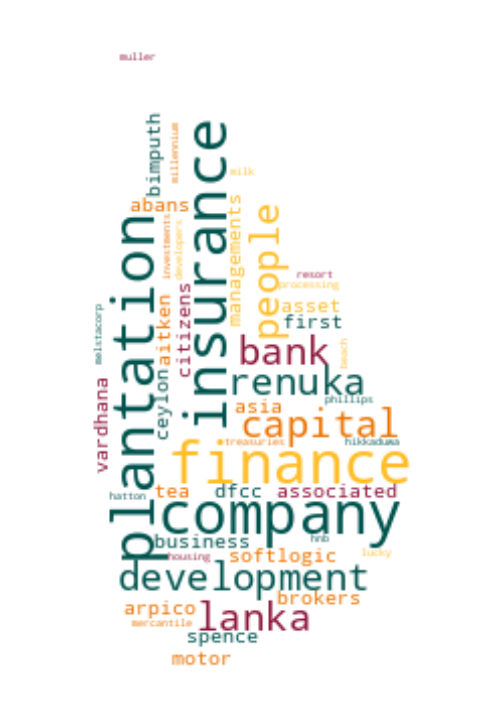 muller
bimputh
millennium
insurance
milk
abans
managements
people
plantation
investments
developers
resort
processing
citizens
aitken
asset
melstacorp
first
bank
beach
ceylon
renuka
vardhana
phillips
asia
capital
treasuries
hikkaduwa
finance
hatton
tea
dfcc
associated
company
business
hnb
housing
softlogic
lucky
development
brokers
arpico
lanka
mercantile
spence
motor